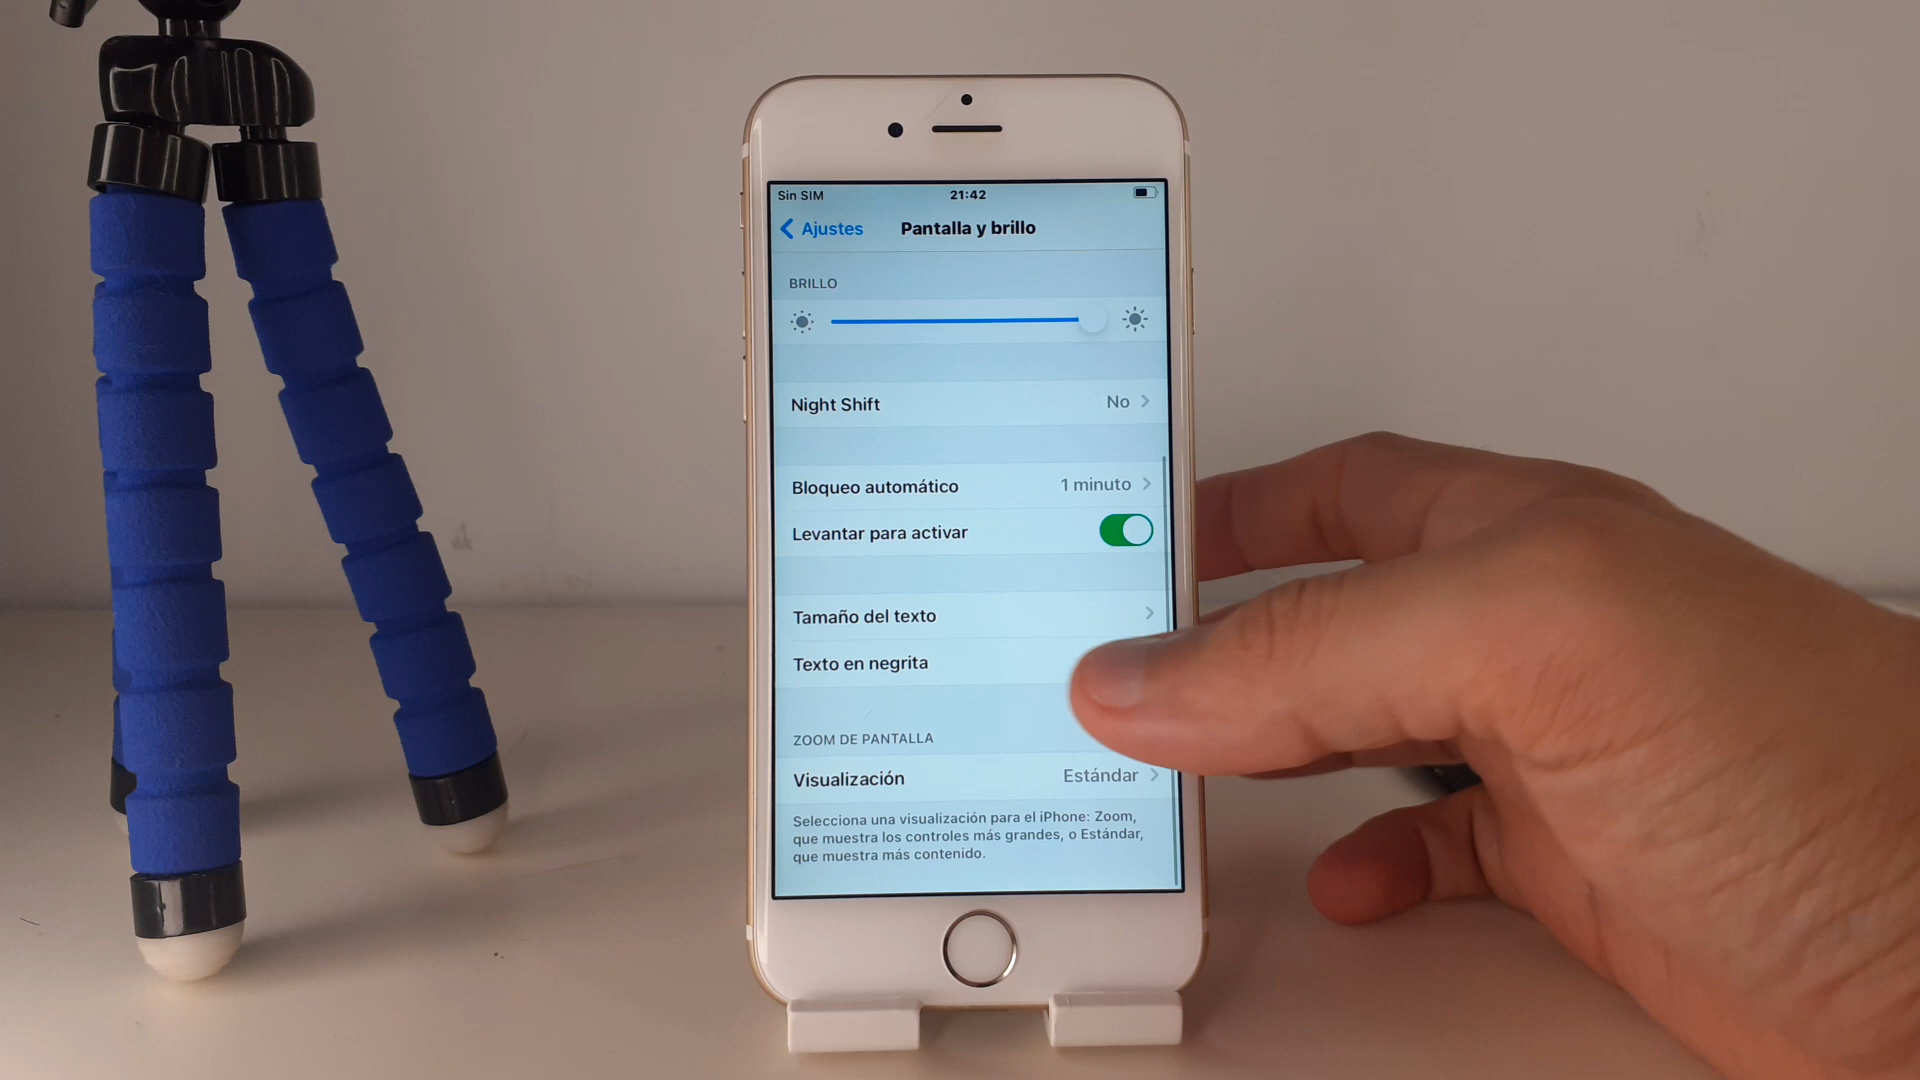 Sin SIM 21:42
Ajustes Pantalla y brillo
BRILLO
Night Shift No
Bloqueo automático 1 minuto
Levantar para activar
Tamaño del texto
Texto en negrita
ZOOM DE PANTALLA
Visualización Estándar
Selecciona una visualización para el iPhone: Zoom,
que muestra los controles más grandes, o Estándar,
que muestra más contenido.